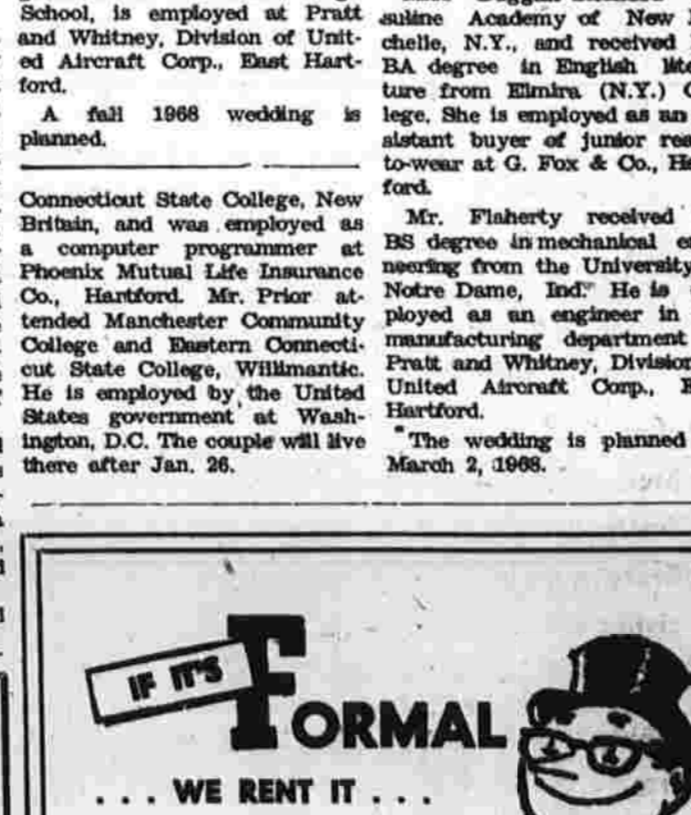 School, is employed at Pratt
and Whitney, Division of Unit-
ed Aircraft Corp., East Hart-
ford.
A fall 1968 wedding is
planned.
Connecticut State College, New
Britain, and was employed as
a computer programmer at
Phoenix Mutual Life Insurance
Co., Hartford. Mr. Prior at-
tended Manchester Community
College and Eastern Connecti-
cut State College, Willimantic.
He is employed by the United
States government at Wash-
ington, D.C. The couple will live
there after Jan. 26.
suline Academy of New
chelle, N.Y., and received
BA degree in English lite
ture from Elmira (N.Y.) C
lege. She is employed as an
sistant buyer of junior rea
to-wear at G. Fox & Co., Ha
ford.
Mr. Flaherty received
BS degree in mechanical e
neering from the University
Notre Dame, Ind. He is
ployed as an engineer in
manufacturing department
Pratt and Whitney, Division
United Aircraft Corp., E
Hartford.
The wedding is planned
March 2, 1968.
IF IT'S
FORMAL
. . . WE RENT IT . . .